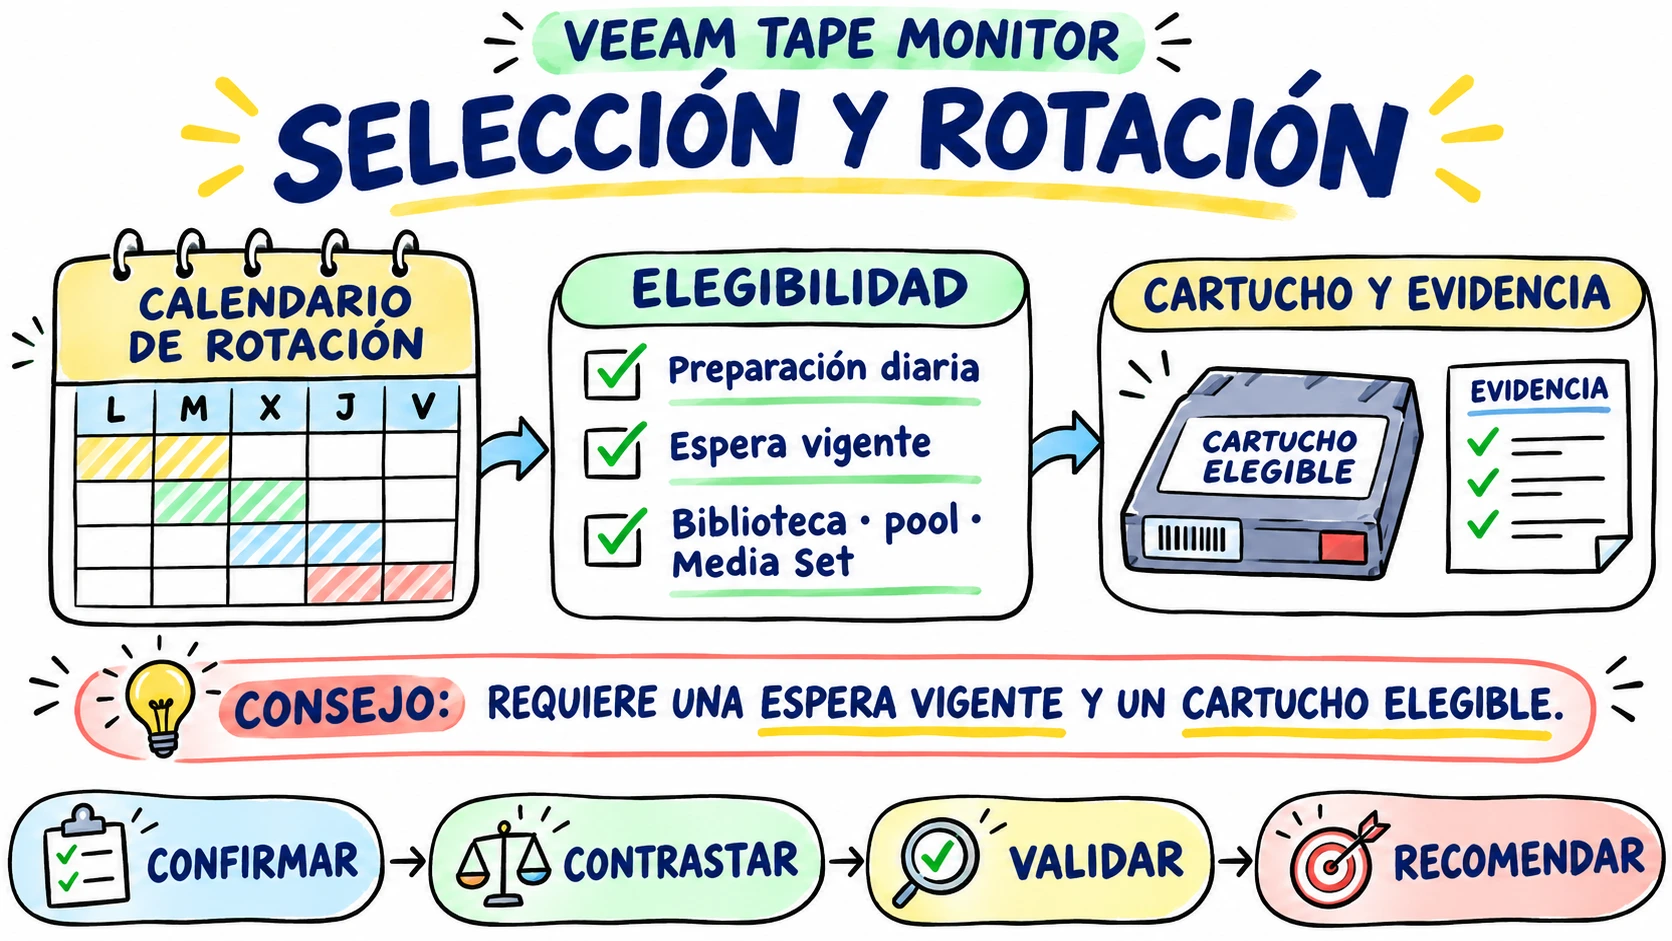 VEEAM TAPE MONITOR
SELECCIÓN Y ROTACIÓN
CALENDARIO
DE ROTACIÓN
L M X J V
ELEGIBILIDAD
Preparación diaria
Espera vigente
Biblioteca · pool ·
Media Set
CARTUCHO Y EVIDENCIA
CARTUCHO
ELEGIBLE
EVIDENCIA
CONSEJO: REQUIERE UNA ESPERA VIGENTE Y UN CARTUCHO ELEGIBLE.
CONFIRMAR
CONTRASTAR
VALIDAR
RECOMENDAR